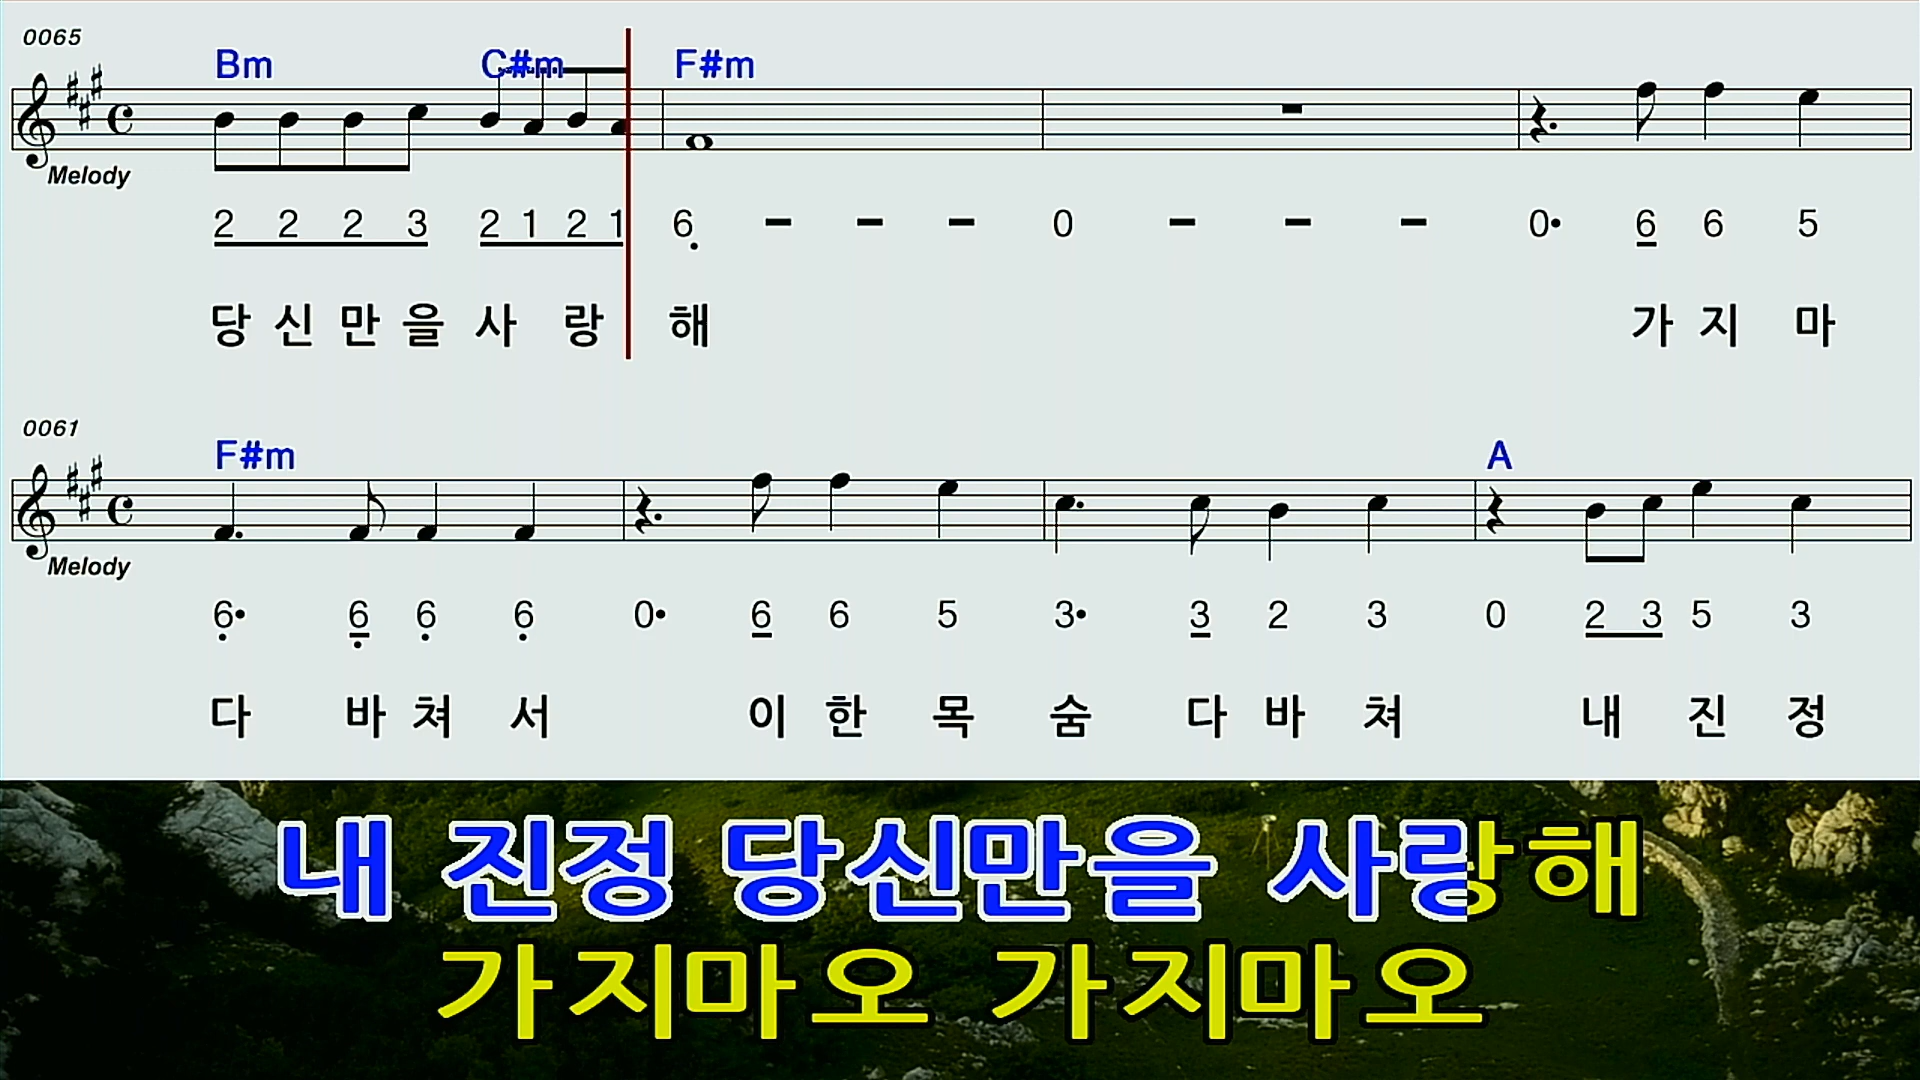 0065
Bm C#m F#m
Melody
2 2 2 3 2 1 2 1 6 - - - 0 - - - 0• 6 6 5
당 신 만 을 사 랑 해 가 지 마
0061
F#m A
Melody
6• 6 6 6 0• 6 6 5 3• 3 2 3 0 2 3 5 3
다 바 쳐 서 이 한 목 숨 다 바 쳐 내 진 정
내 진정 당신만을 사랑해
가지마오 가지마오